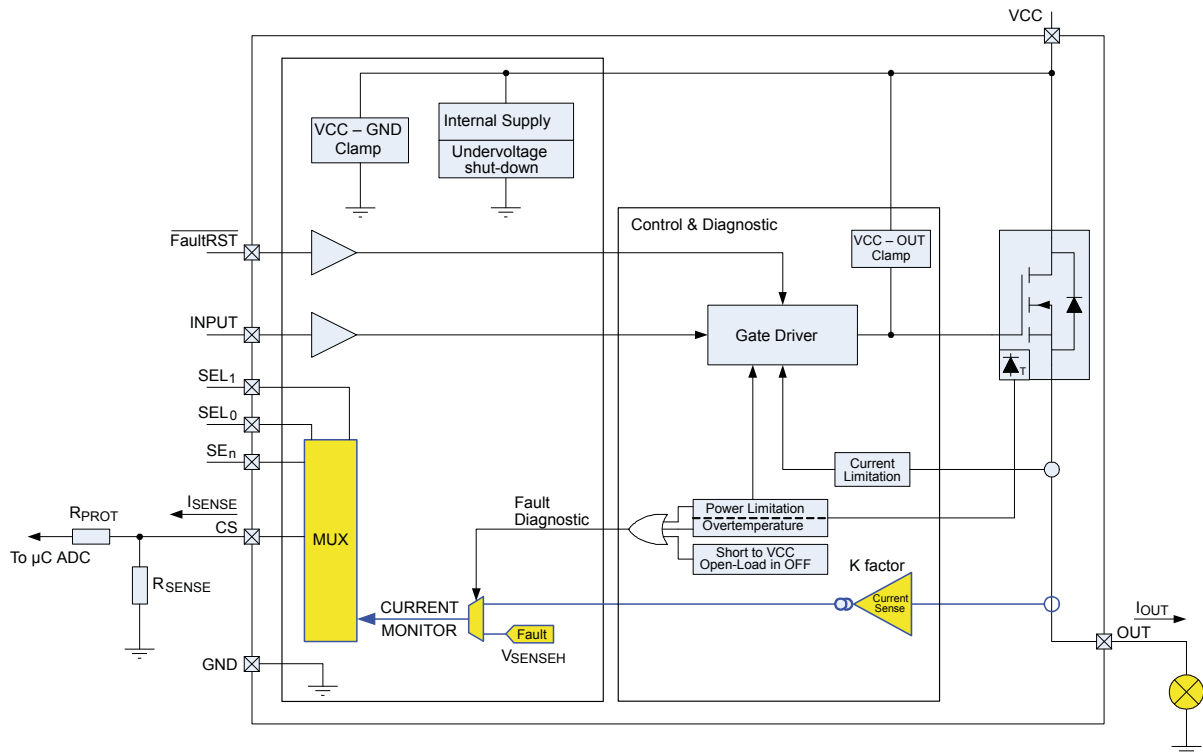 VCC
VCC – GND
Clamp
Internal Supply
Undervoltage
shut-down
Control & Diagnostic
VCC – OUT
Clamp
FaultRST
INPUT
Gate Driver
T
SEL1
SEL0
SEn
Current
Limitation
ISENSE
RPROT
CS
To µC ADC
RSENSE
MUX
Fault
Diagnostic
Power Limitation
Overtemperature
Short to VCC
Open-Load in OFF
K factor
Current
Sense
CURRENT
MONITOR
Fault
VSENSEH
GND
IOUT
OUT